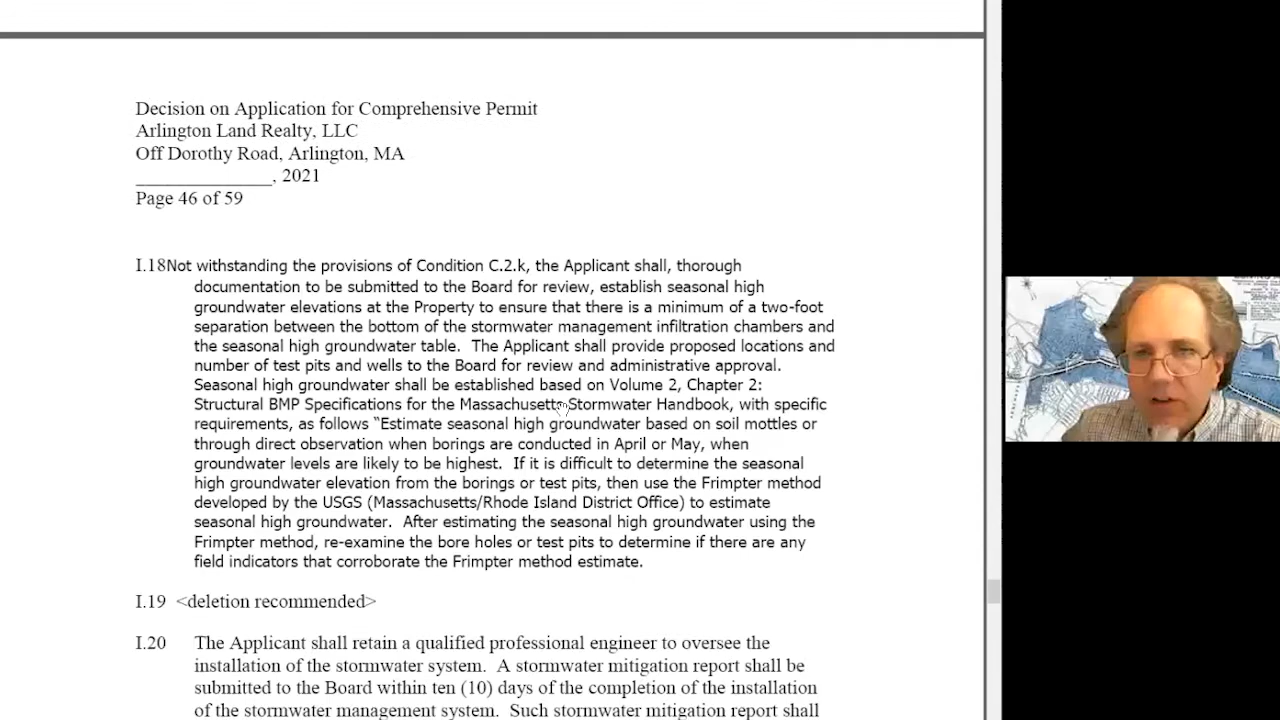 Decision on Application for Comprehensive Permit
Arlington Land Realty, LLC
Off Dorothy Road, Arlington, MA
______________, 2021
Page 46 of 59
I.18Not withstanding the provisions of Condition C.2.k, the Applicant shall, thorough
documentation to be submitted to the Board for review, establish seasonal high
groundwater elevations at the Property to ensure that there is a minimum of a two-foot
separation between the bottom of the stormwater management infiltration chambers and
the seasonal high groundwater table.  The Applicant shall provide proposed locations and
number of test pits and wells to the Board for review and administrative approval.
Seasonal high groundwater shall be established based on Volume 2, Chapter 2:
Structural BMP Specifications for the Massachusetts Stormwater Handbook, with specific
requirements, as follows "Estimate seasonal high groundwater based on soil mottles or
through direct observation when borings are conducted in April or May, when
groundwater levels are likely to be highest.  If it is difficult to determine the seasonal
high groundwater elevation from the borings or test pits, then use the Frimpter method
developed by the USGS (Massachusetts/Rhode Island District Office) to estimate
seasonal high groundwater.  After estimating the seasonal high groundwater using the
Frimpter method, re-examine the bore holes or test pits to determine if there are any
field indicators that corroborate the Frimpter method estimate.
I.19 <deletion recommended>
I.20 The Applicant shall retain a qualified professional engineer to oversee the
installation of the stormwater system.  A stormwater mitigation report shall be
submitted to the Board within ten (10) days of the completion of the installation
of the stormwater management system.  Such stormwater mitigation report shall